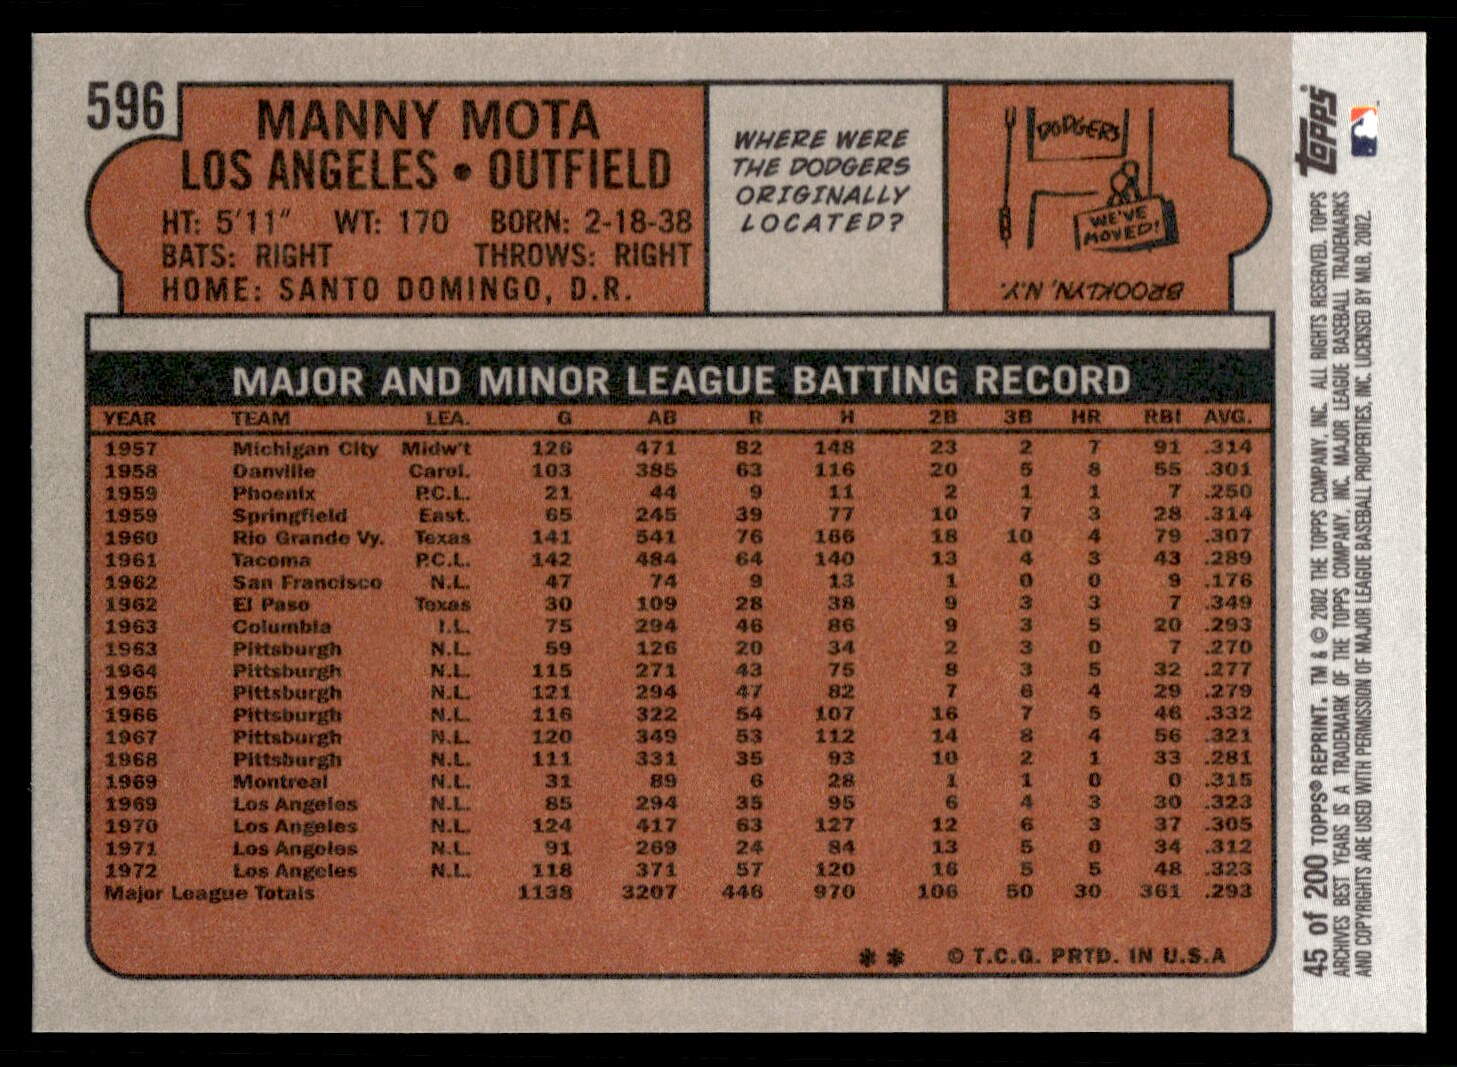 596
MANNY MOTA
LOS ANGELES • OUTFIELD
HT: 5'11" WT: 170 BORN: 2-18-38
BATS: RIGHT THROWS: RIGHT
HOME: SANTO DOMINGO, D.R.
WHERE WERE
THE DODGERS
ORIGINALLY
LOCATED?
DODGERS
WE'VE
MOVED!
BROOKLYN, N.Y.
MAJOR AND MINOR LEAGUE BATTING RECORD
YEAR TEAM LEA. G AB R H 2B 3B HR RBI AVG.
1957 Michigan City Midw't 126 471 82 148 23 2 7 91 .314
1958 Danville Carol. 103 385 63 116 20 5 8 55 .301
1959 Phoenix P.C.L. 21 44 9 11 2 1 1 7 .250
1959 Springfield East. 65 245 39 77 10 7 3 28 .314
1960 Rio Grande Vy. Texas 141 541 76 166 18 10 4 79 .307
1961 Tacoma P.C.L. 142 484 64 140 13 4 3 43 .289
1962 San Francisco N.L. 47 74 9 13 1 0 0 9 .176
1962 El Paso Texas 30 109 28 38 9 3 3 7 .349
1963 Columbia I.L. 75 294 46 86 9 3 5 20 .293
1963 Pittsburgh N.L. 59 126 20 34 2 3 0 7 .270
1964 Pittsburgh N.L. 115 271 43 75 8 3 5 32 .277
1965 Pittsburgh N.L. 121 294 47 82 7 6 4 29 .279
1966 Pittsburgh N.L. 116 322 54 107 16 7 5 46 .332
1967 Pittsburgh N.L. 120 349 53 112 14 8 4 56 .321
1968 Pittsburgh N.L. 111 331 35 93 10 2 1 33 .281
1969 Montreal N.L. 31 89 6 28 1 1 0 0 .315
1969 Los Angeles N.L. 85 294 35 95 6 4 3 30 .323
1970 Los Angeles N.L. 124 417 63 127 12 6 3 37 .305
1971 Los Angeles N.L. 91 269 24 84 13 5 0 34 .312
1972 Los Angeles N.L. 118 371 57 120 16 5 5 48 .323
Major League Totals 1138 3207 446 970 106 50 30 361 .293
** © T.C.G. PRTD. IN U.S.A
TOPPS
45 of 200 TOPPS® REPRINT. TM & © 2002 THE TOPPS COMPANY, INC. ALL RIGHTS RESERVED. TOPPS
ARCHIVES BEST YEARS IS A TRADEMARK OF THE TOPPS COMPANY, INC. MAJOR LEAGUE BASEBALL TRADEMARKS
AND COPYRIGHTS ARE USED WITH PERMISSION OF MAJOR LEAGUE BASEBALL PROPERTIES, INC. LICENSED BY MLB, 2002.